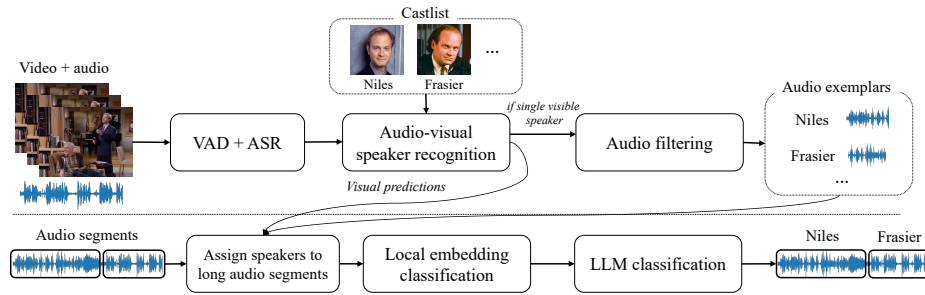 Castlist
Niles
Frasier
...
Video + audio
VAD + ASR
Audio-visual
speaker recognition
if single visible
speaker
Audio filtering
Audio exemplars
Niles
Frasier
...
Visual predictions
Audio segments
Assign speakers to
long audio segments
Local embedding
classification
LLM classification
Niles
Frasier